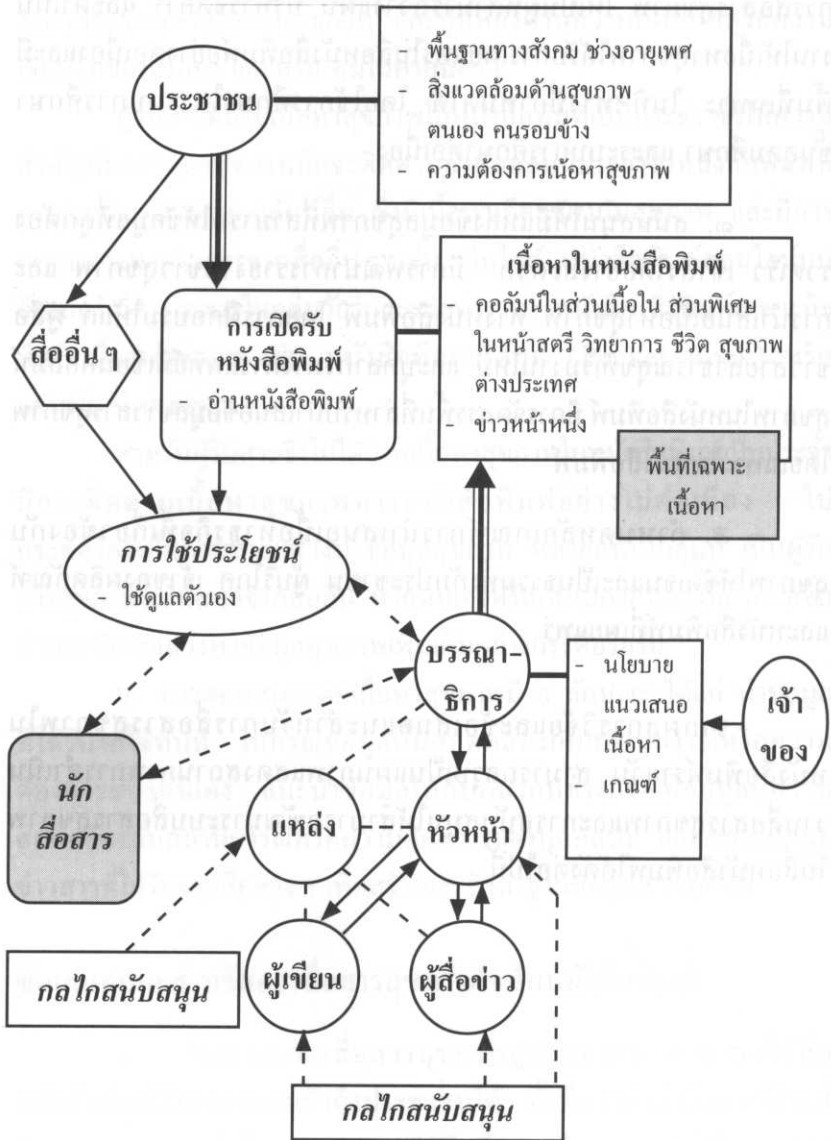 ประชาชน
- พื้นฐานทางสังคม ช่วงอายุเพศ
- สิ่งแวดล้อมด้านสุขภาพ
ตนเอง คนรอบข้าง
- ความต้องการเนื้อหาสุขภาพ
สื่ออื่น ๆ
การเปิดรับ
หนังสือพิมพ์
- อ่านหนังสือพิมพ์
เนื้อหาในหนังสือพิมพ์
- คอลัมน์ในส่วนเนื้อใน ส่วนพิเศษ
ในหน้าสตรี วิทยาการ ชีวิต สุขภาพ
ต่างประเทศ
- ข่าวหน้าหนึ่ง
พื้นที่เฉพาะ
เนื้อหา
การใช้ประโยชน์
- ใช้ดูแลตัวเอง
บรรณา-
ธิการ
- นโยบาย
แนวเสนอ
เนื้อหา
- เกณฑ์
เจ้า
ของ
นัก
สื่อสาร
แหล่ง
หัวหน้า
กลไกสนับสนุน
ผู้เขียน
ผู้สื่อข่าว
กลไกสนับสนุน